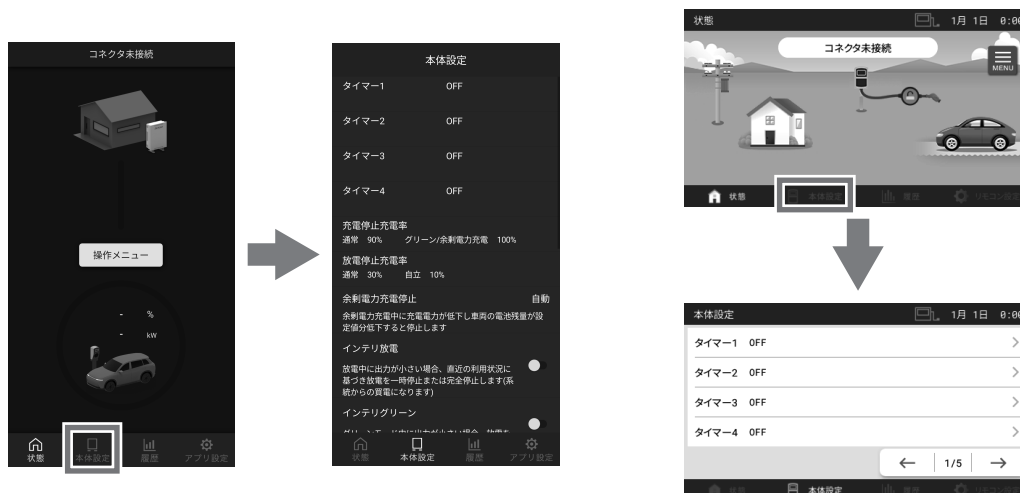 コネクタ未接続
操作メニュー
- %
- kW
状態 本体設定 履歴 アプリ設定
本体設定
タイマー1 OFF
タイマー2 OFF
タイマー3 OFF
タイマー4 OFF
充電停止充電率
通常 90% グリーン/余剰電力充電 100%
放電停止充電率
通常 30% 自立 10%
余剰電力充電停止 自動
余剰電力充電中に充電電力が低下し車両の電池残量が設
定値分低下すると停止します
インテリ放電
放電中に出力が小さい場合、直近の利用状況に
基づき放電を一時停止または完全停止します(系
統からの買電になります)
インテリグリーン
状態 本体設定 履歴 アプリ設定
状態 1月 1日 0:00
コネクタ未接続
MENU
状態 本体設定 履歴 リモコン設定
本体設定 1月 1日 0:00
タイマー1 OFF
タイマー2 OFF
タイマー3 OFF
タイマー4 OFF
← 1/5 →
状態 本体設定 履歴 リモコン設定